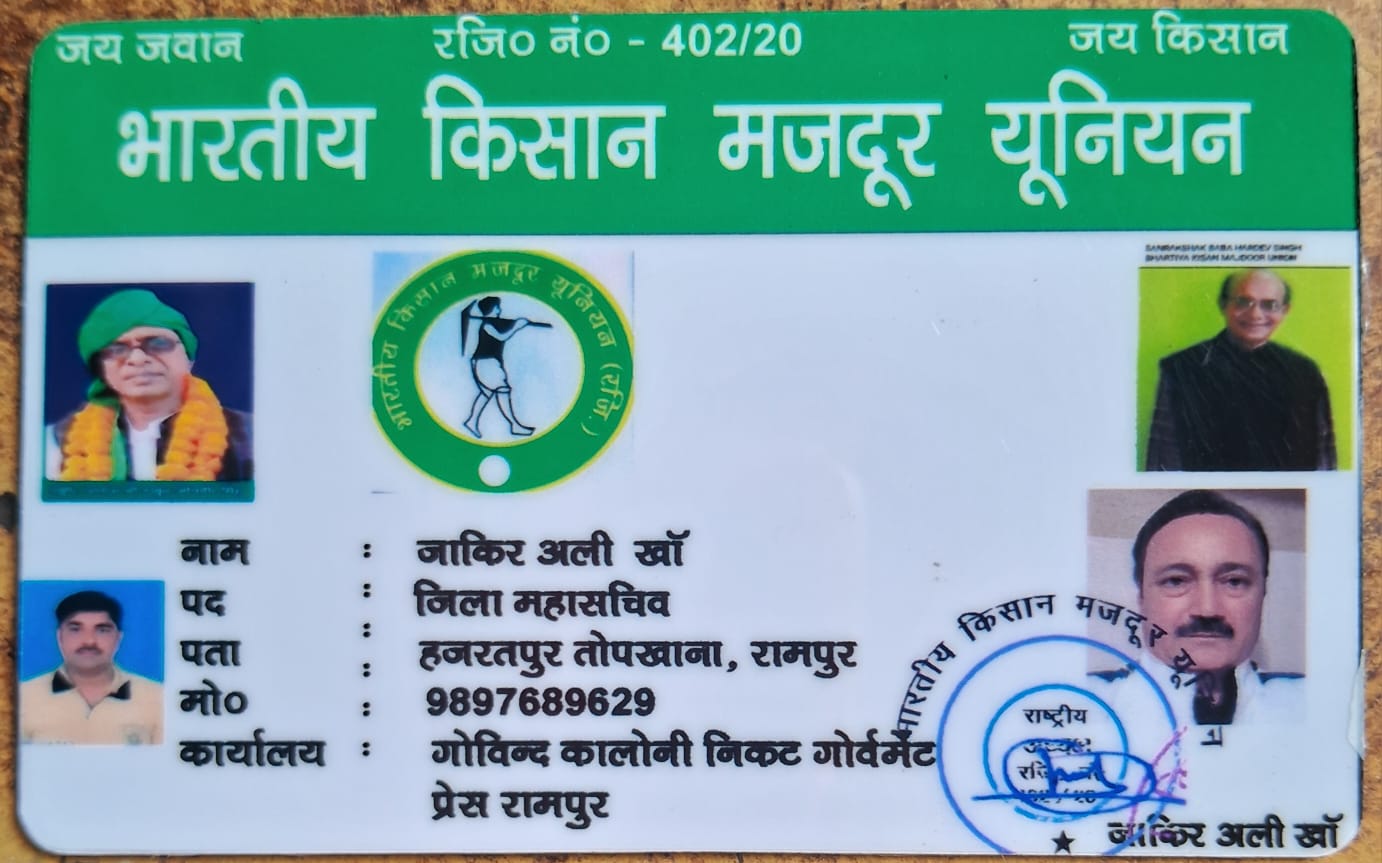 जय जवान रजि० नं० - 402/20 जय किसान
भारतीय किसान मजदूर यूनियन
SANRAKSHAK BABA HARDEV SINGH
BHARTIYA KISAN MAJDOOR UNION
भारतीय किसान मजदूर यूनियन (रजि.)
नाम : जाकिर अली खाॅ
पद : जिला महासचिव
पता : हजरतपुर तोपखाना, रामपुर
मो० : 9897689629
कार्यालय : गोविन्द कालोनी निकट गोर्वमेंट
प्रेस रामपुर
भारतीय किसान मजदूर
राष्ट्रीय
★ जाकिर अली खाॅ